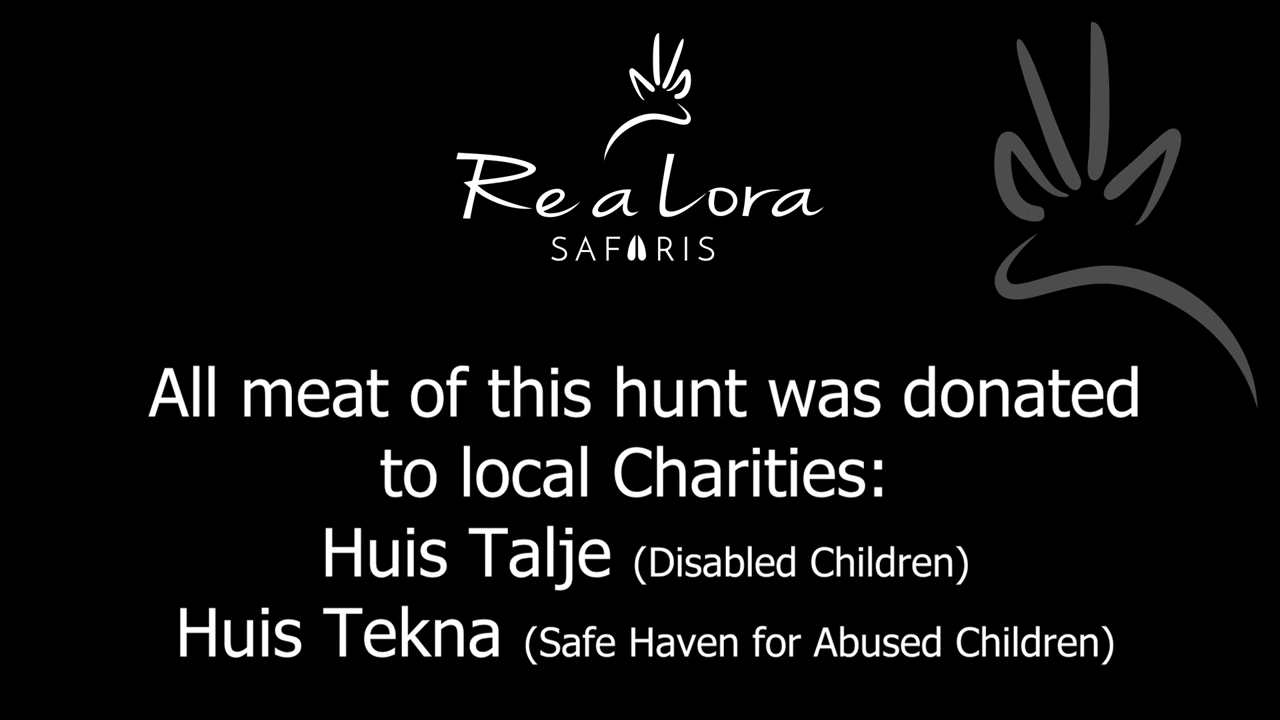 Re a Lora
SAFARIS
All meat of this hunt was donated
to local Charities:
Huis Talje (Disabled Children)
Huis Tekna (Safe Haven for Abused Children)